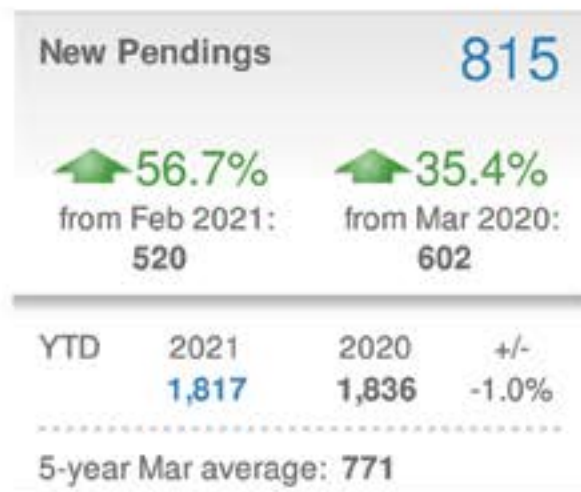 New Pendings 815
56.7% 35.4%
from Feb 2021: from Mar 2020:
520 602
YTD 2021 2020 +/-
1,817 1,836 -1.0%
5-year Mar average: 771